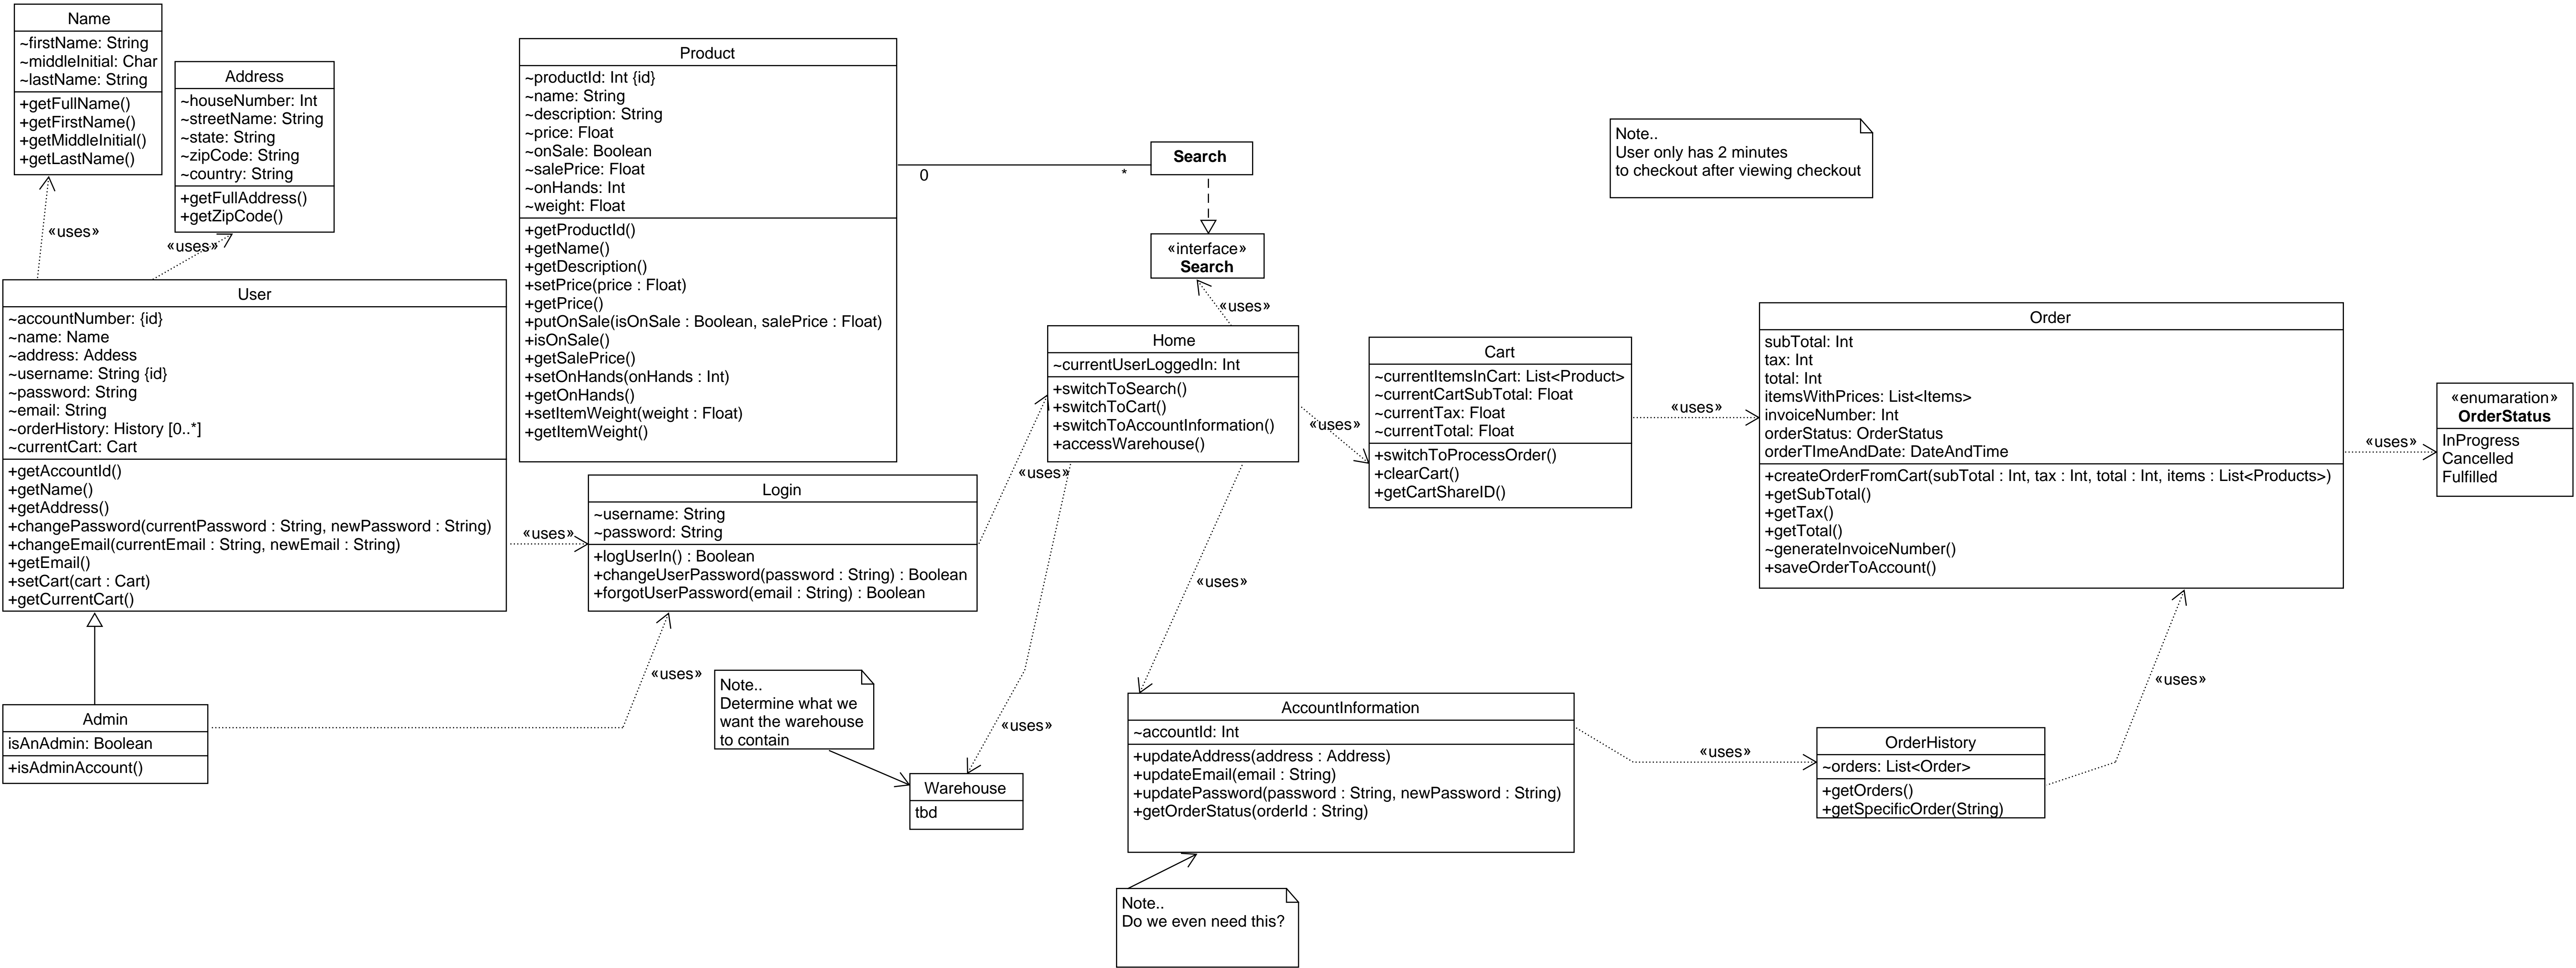 Name
~firstName: String
~middleInitial: Char
~lastName: String
+getFullName()
+getFirstName()
+getMiddleInitial()
+getLastName()
Address
~houseNumber: Int
~streetName: String
~state: String
~zipCode: String
~country: String
+getFullAddress()
+getZipCode()
«uses»
«uses»
User
~accountNumber: {id}
~name: Name
~address: Addess
~username: String {id}
~password: String
~email: String
~orderHistory: History [0..*]
~currentCart: Cart
+getAccountId()
+getName()
+getAddress()
+changePassword(currentPassword : String, newPassword : String)
+changeEmail(currentEmail : String, newEmail : String)
+getEmail()
+setCart(cart : Cart)
+getCurrentCart()
Admin
isAnAdmin: Boolean
+isAdminAccount()
Product
~productId: Int {id}
~name: String
~description: String
~price: Float
~onSale: Boolean
~salePrice: Float
~onHands: Int
~weight: Float
+getProductId()
+getName()
+getDescription()
+setPrice(price : Float)
+getPrice()
+putOnSale(isOnSale : Boolean, salePrice : Float)
+isOnSale()
+getSalePrice()
+setOnHands(onHands : Int)
+getOnHands()
+setItemWeight(weight : Float)
+getItemWeight()
0
*
Search
«interface»
Search
«uses»
«uses»
Login
~username: String
~password: String
+logUserIn() : Boolean
+changeUserPassword(password : String) : Boolean
+forgotUserPassword(email : String) : Boolean
«uses»
«uses»
Note..
Determine what we
want the warehouse
to contain
Warehouse
tbd
«uses»
Home
~currentUserLoggedIn: Int
+switchToSearch()
+switchToCart()
+switchToAccountInformation()
+accessWarehouse()
«uses»
«uses»
Cart
~currentItemsInCart: List<Product>
~currentCartSubTotal: Float
~currentTax: Float
~currentTotal: Float
+switchToProcessOrder()
+clearCart()
+getCartShareID()
Note..
User only has 2 minutes
to checkout after viewing checkout
«uses»
Order
subTotal: Int
tax: Int
total: Int
itemsWithPrices: List<Items>
invoiceNumber: Int
orderStatus: OrderStatus
orderTImeAndDate: DateAndTime
+createOrderFromCart(subTotal : Int, tax : Int, total : Int, items : List<Products>)
+getSubTotal()
+getTax()
+getTotal()
~generateInvoiceNumber()
+saveOrderToAccount()
«uses»
«enumaration»
OrderStatus
InProgress
Cancelled
Fulfilled
AccountInformation
~accountId: Int
+updateAddress(address : Address)
+updateEmail(email : String)
+updatePassword(password : String, newPassword : String)
+getOrderStatus(orderId : String)
Note..
Do we even need this?
«uses»
OrderHistory
~orders: List<Order>
+getOrders()
+getSpecificOrder(String)
«uses»